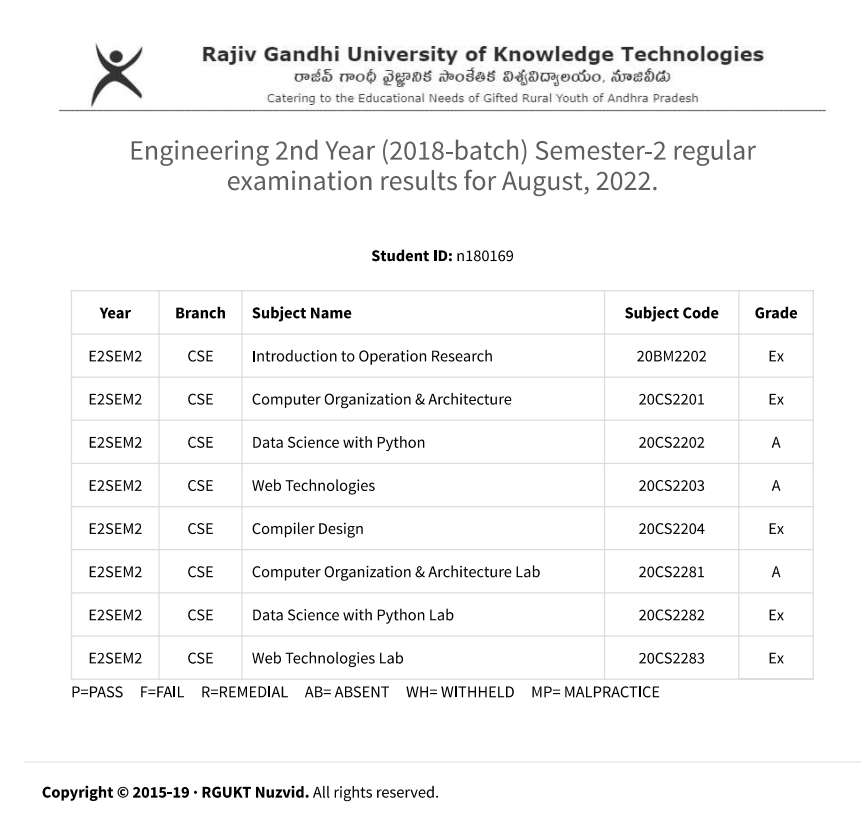 Rajiv Gandhi University of Knowledge Technologies
రాజీవ్ గాంధీ వైజ్ఞానిక సాంకేతిక విశ్వవిద్యాలయం, నూజివీడు
Catering to the Educational Needs of Gifted Rural Youth of Andhra Pradesh
Engineering 2nd Year (2018-batch) Semester-2 regular
examination results for August, 2022.
Student ID: n180169
Year Branch Subject Name Subject Code Grade
E2SEM2 CSE Introduction to Operation Research 20BM2202 Ex
E2SEM2 CSE Computer Organization & Architecture 20CS2201 Ex
E2SEM2 CSE Data Science with Python 20CS2202 A
E2SEM2 CSE Web Technologies 20CS2203 A
E2SEM2 CSE Compiler Design 20CS2204 Ex
E2SEM2 CSE Computer Organization & Architecture Lab 20CS2281 A
E2SEM2 CSE Data Science with Python Lab 20CS2282 Ex
E2SEM2 CSE Web Technologies Lab 20CS2283 Ex
P=PASS F=FAIL R=REMEDIAL AB= ABSENT WH= WITHHELD MP= MALPRACTICE
Copyright © 2015-19 · RGUKT Nuzvid. All rights reserved.